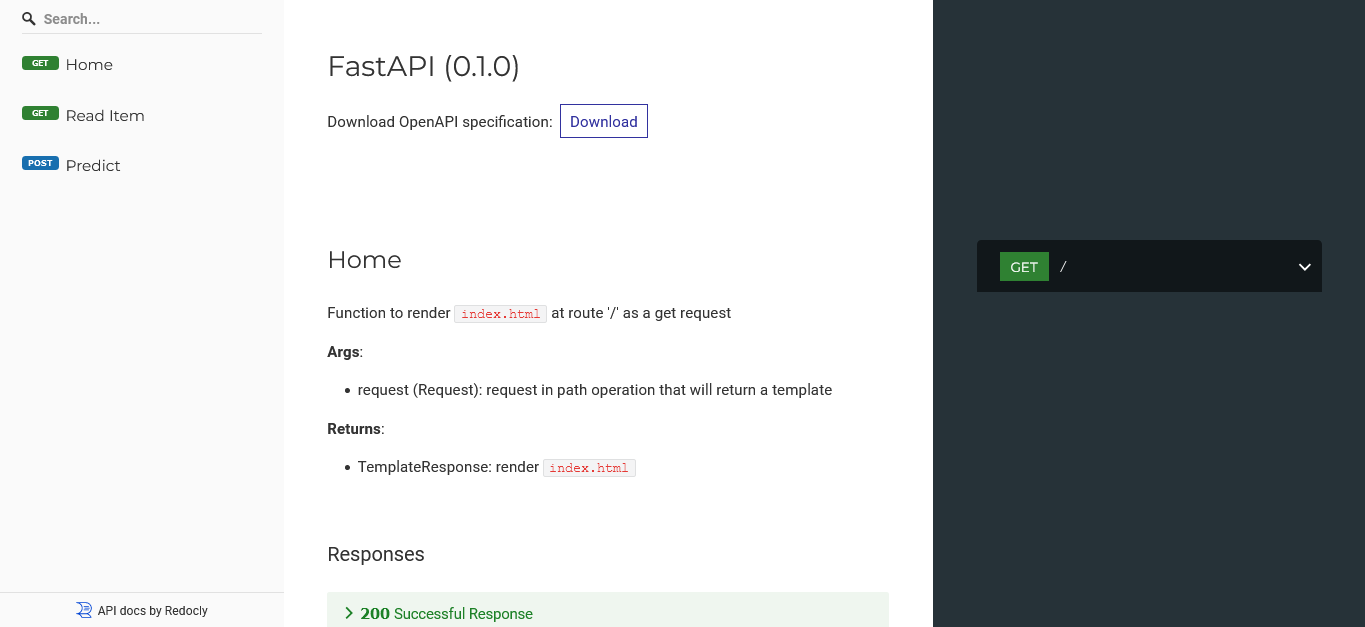 Search...
GET Home
GET Read Item
POST Predict
API docs by Redocly
FastAPI (0.1.0)
Download OpenAPI specification: Download
Home
Function to render index.html at route '/' as a get request
Args:
• request (Request): request in path operation that will return a template
Returns:
• TemplateResponse: render index.html
Responses
200 Successful Response
GET /